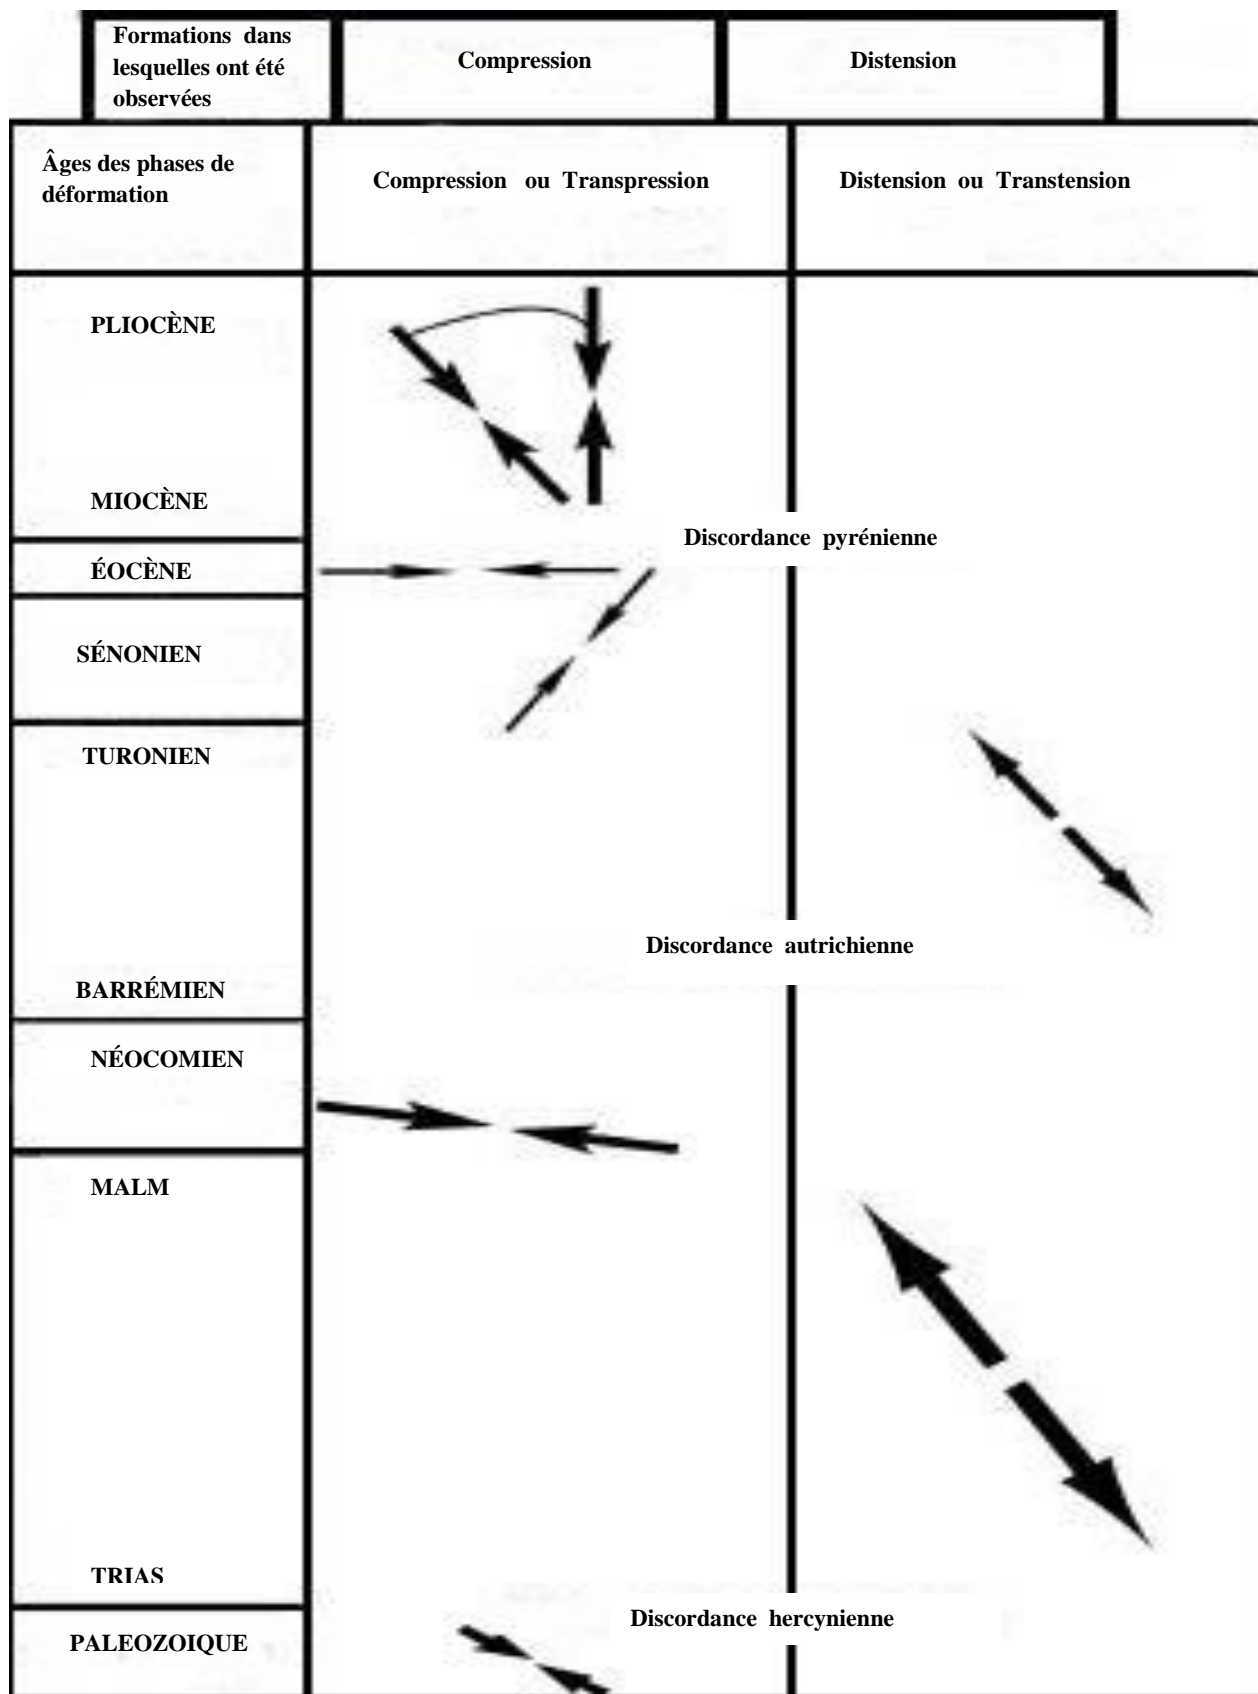 Formations dans
lesquelles ont été
observées
Compression
Distension
Âges des phases de
déformation
Compression ou Transpression
Distension ou Transtension
PLIOCÈNE
MIOCÈNE
Discordance pyrénienne
ÉOCÈNE
SÉNONIEN
TURONIEN
Discordance autrichienne
BARRÉMIEN
NÉOCOMIEN
MALM
TRIAS
Discordance hercynienne
PALEOZOIQUE